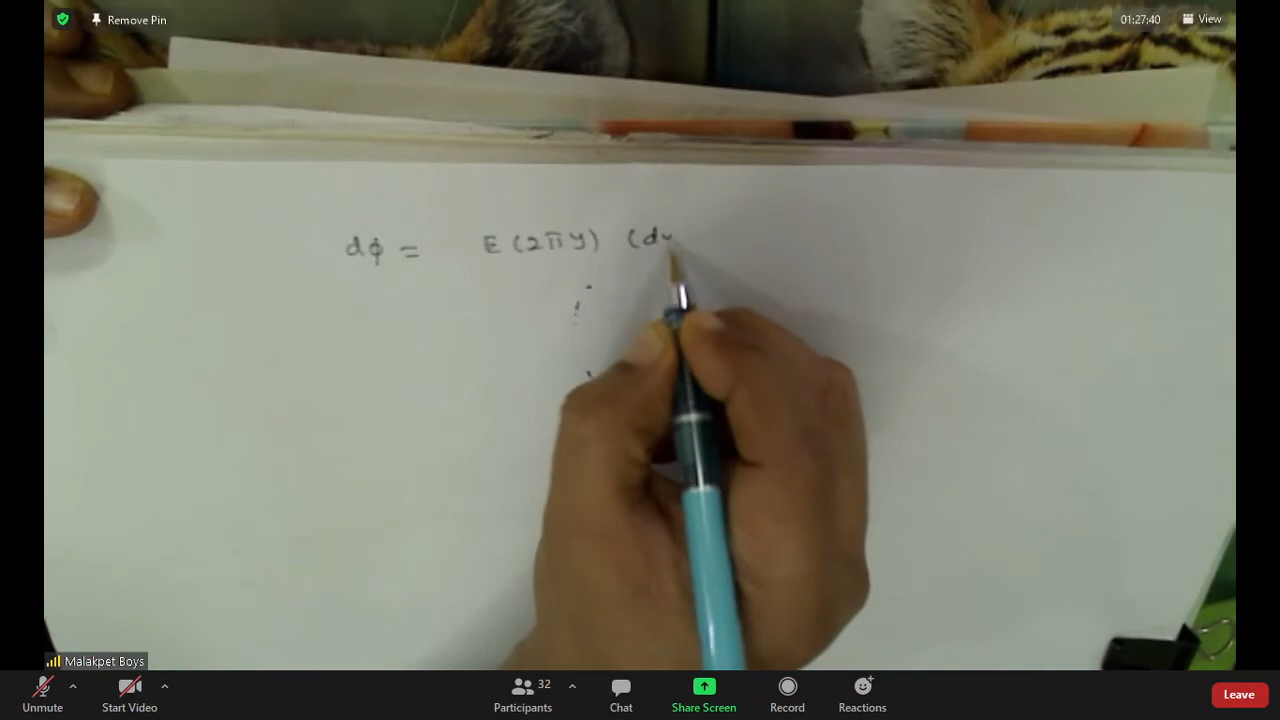 Remove Pin
01:27:40
View
dϕ = E (2πy) (dy
Malakpet Boys
Unmute
Start Video
Participants
32
Chat
Share Screen
Record
Reactions
Leave